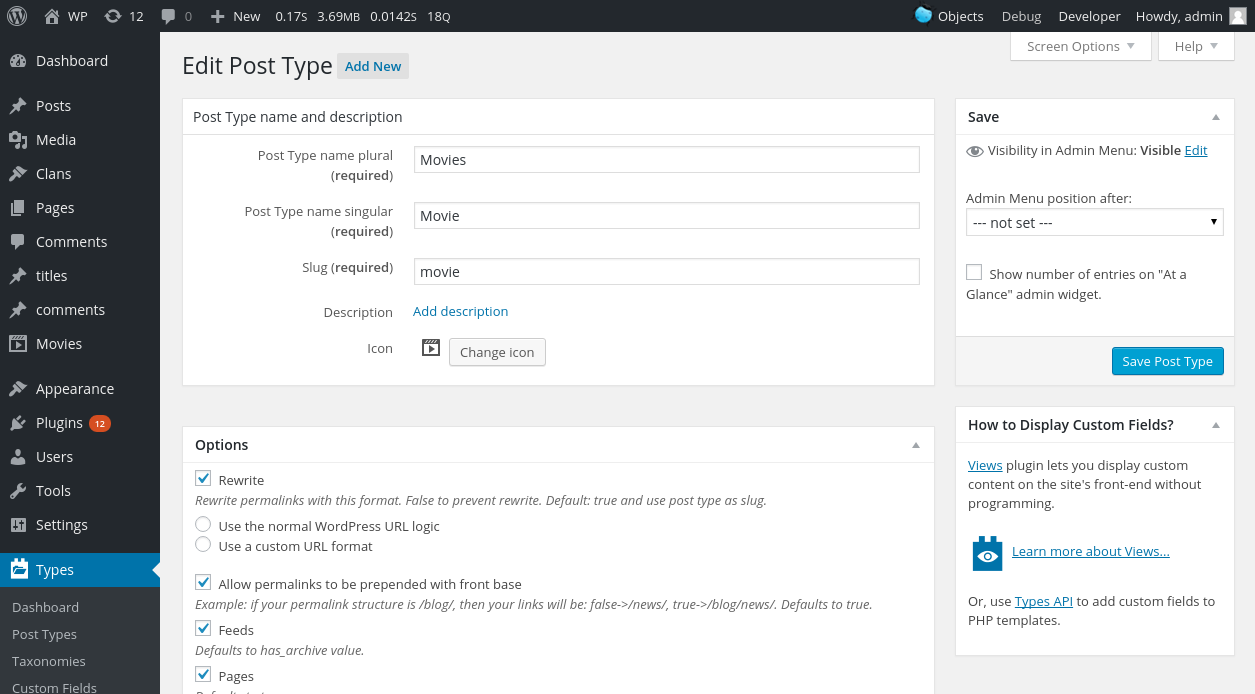 WP 12 0 New 0.17S 3.69MB 0.0142S 18Q Objects Debug Developer Howdy, admin
Screen Options Help
Dashboard
Posts
Media
Clans
Pages
Comments
titles
comments
Movies
Appearance
Plugins 12
Users
Tools
Settings
Types
Dashboard
Post Types
Taxonomies
Custom Fields
Edit Post Type Add New
Post Type name and description
Post Type name plural
(required)
Movies
Post Type name singular
(required)
Movie
Slug (required) movie
Description Add description
Icon Change icon
Options
Rewrite
Rewrite permalinks with this format. False to prevent rewrite. Default: true and use post type as slug.
Use the normal WordPress URL logic
Use a custom URL format
Allow permalinks to be prepended with front base
Example: if your permalink structure is /blog/, then your links will be: false->/news/, true->/blog/news/. Defaults to true.
Feeds
Defaults to has_archive value.
Pages
Save
Visibility in Admin Menu: Visible Edit
Admin Menu position after:
--- not set ---
Show number of entries on "At a
Glance" admin widget.
Save Post Type
How to Display Custom Fields?
Views plugin lets you display custom
content on the site's front-end without
programming.
Learn more about Views...
Or, use Types API to add custom fields to
PHP templates.